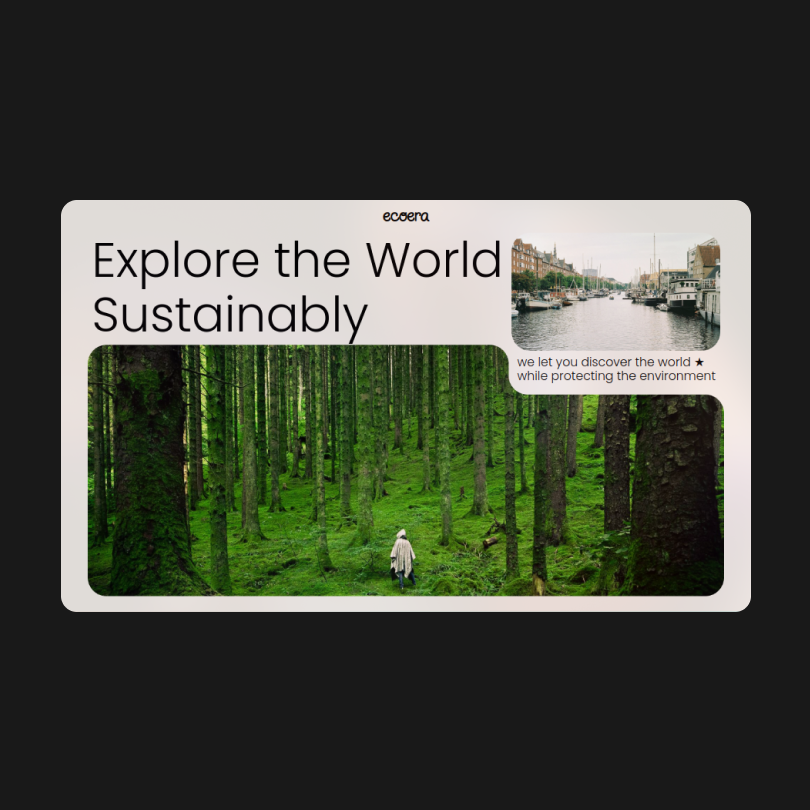 ecoera
Explore the World
Sustainably
we let you discover the world ★
while protecting the environment